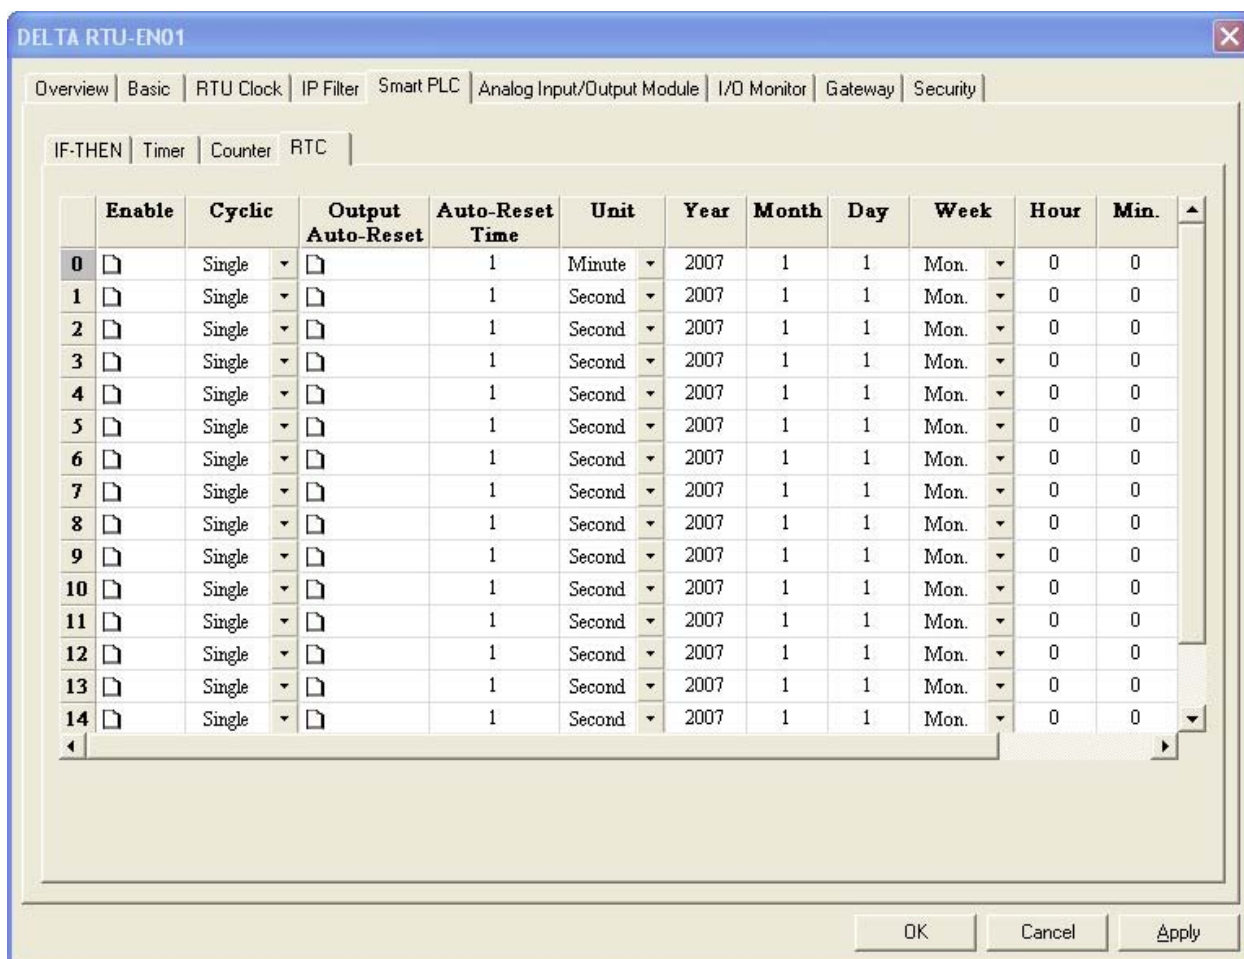 DELTA RTU-EN01
Overview Basic RTU Clock IP Filter Smart PLC Analog Input/Output Module I/O Monitor Gateway Security
IF-THEN Timer Counter RTC
Enable Cyclic Output Auto-Reset Unit Year Month Day Week Hour Min.
Auto-Reset Time
0 Single 1 Minute 2007 1 1 Mon. 0 0
1 Single 1 Second 2007 1 1 Mon. 0 0
2 Single 1 Second 2007 1 1 Mon. 0 0
3 Single 1 Second 2007 1 1 Mon. 0 0
4 Single 1 Second 2007 1 1 Mon. 0 0
5 Single 1 Second 2007 1 1 Mon. 0 0
6 Single 1 Second 2007 1 1 Mon. 0 0
7 Single 1 Second 2007 1 1 Mon. 0 0
8 Single 1 Second 2007 1 1 Mon. 0 0
9 Single 1 Second 2007 1 1 Mon. 0 0
10 Single 1 Second 2007 1 1 Mon. 0 0
11 Single 1 Second 2007 1 1 Mon. 0 0
12 Single 1 Second 2007 1 1 Mon. 0 0
13 Single 1 Second 2007 1 1 Mon. 0 0
14 Single 1 Second 2007 1 1 Mon. 0 0
OK Cancel Apply